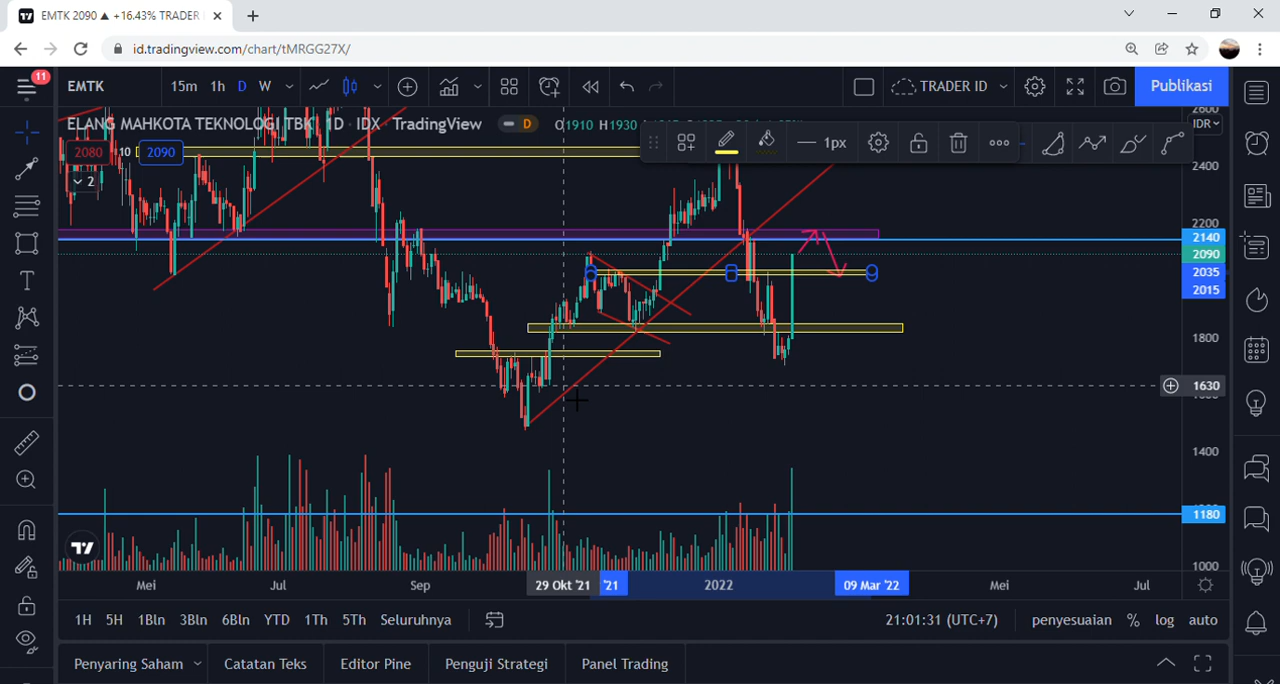 EMTK 2090 ▲ +16.43% TRADER
id.tradingview.com/chart/tMRGG27X/
11
EMTK 15m 1h D W TRADER ID Publikasi
ELANG MAHKOTA TEKNOLOGI TBK · 1D · IDX · TradingView D O1910 H1930
2080 10 2090
2
1px
IDR
2400
2200
2140
2090
2035
2015
1800
1630
1400
1180
1000
Mei Jul Sep 29 Okt '21 '21 2022 09 Mar '22 Mei Jul
1H 5H 1Bln 3Bln 6Bln YTD 1Th 5Th Seluruhnya 21:01:31 (UTC+7) penyesuaian % log auto
Penyaring Saham Catatan Teks Editor Pine Penguji Strategi Panel Trading